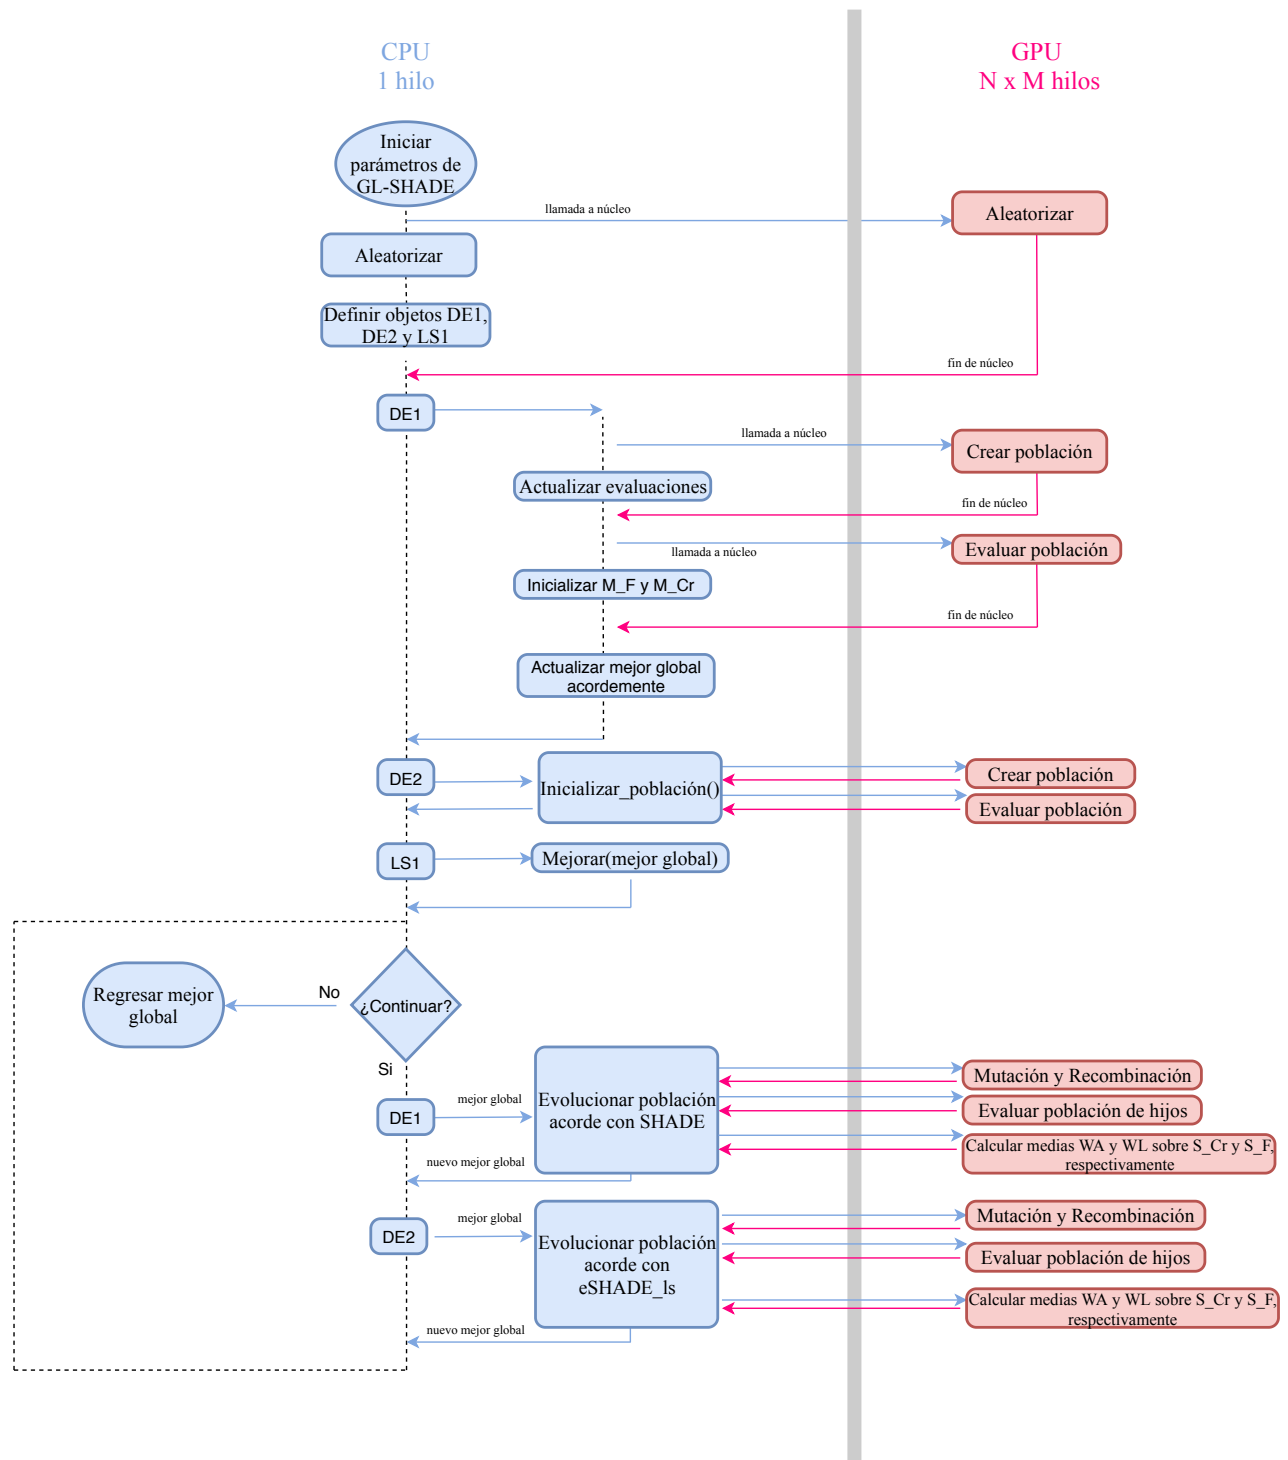 CPU
1 hilo
GPU
N x M hilos
Iniciar
parámetros de
GL-SHADE
llamada a núcleo
Aleatorizar
Aleatorizar
Definir objetos DE1,
DE2 y LS1
fin de núcleo
DE1
llamada a núcleo
Crear población
Actualizar evaluaciones
fin de núcleo
llamada a núcleo
Evaluar población
Inicializar M_F y M_Cr
fin de núcleo
Actualizar mejor global
acordemente
DE2
Inicializar_población()
Crear población
Evaluar población
LS1
Mejorar(mejor global)
¿Continuar?
No
Regresar mejor
global
Si
DE1
mejor global
Evolucionar población
acorde con SHADE
Mutación y Recombinación
Evaluar población de hijos
Calcular medias WA y WL sobre S_Cr y S_F,
respectivamente
nuevo mejor global
DE2
mejor global
Evolucionar población
acorde con
eSHADE_ls
Mutación y Recombinación
Evaluar población de hijos
Calcular medias WA y WL sobre S_Cr y S_F,
respectivamente
nuevo mejor global